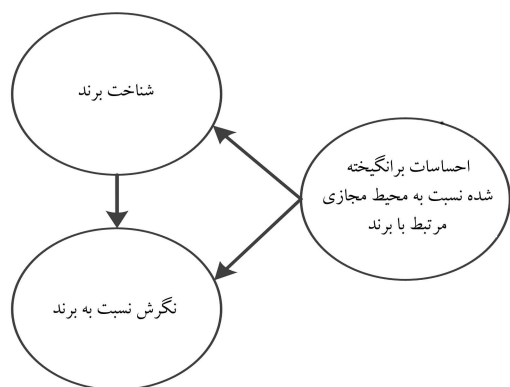 شناخت برند
احساسات برانگیخته
شده نسبت به محیط مجازی
مرتبط با برند
نگرش نسبت به برند